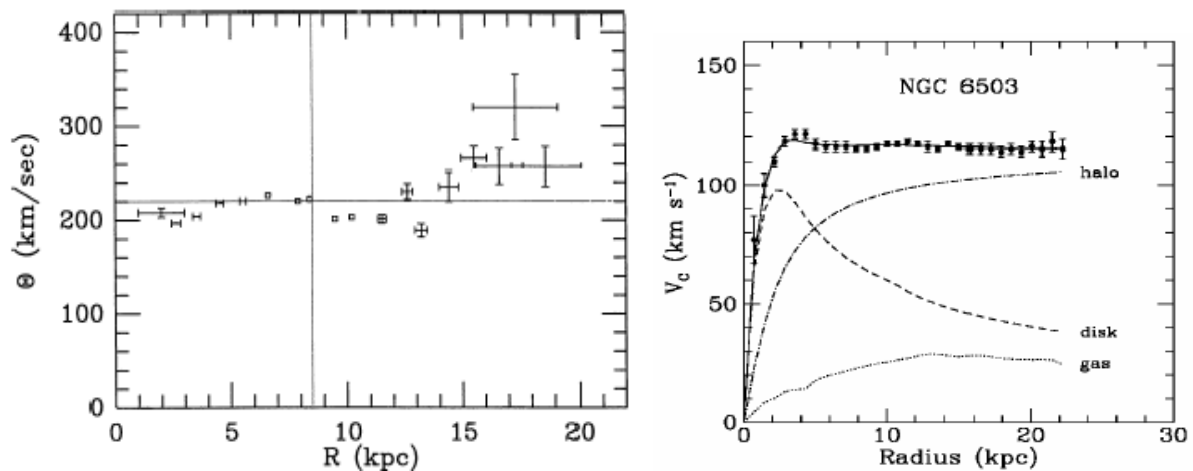 400
300
200
100
0
Θ (km/sec)
0 5 10 15 20
R (kpc)
NGC 6503
150
100
50
0
V_c (km s⁻¹)
halo
disk
gas
0 10 20 30
Radius (kpc)